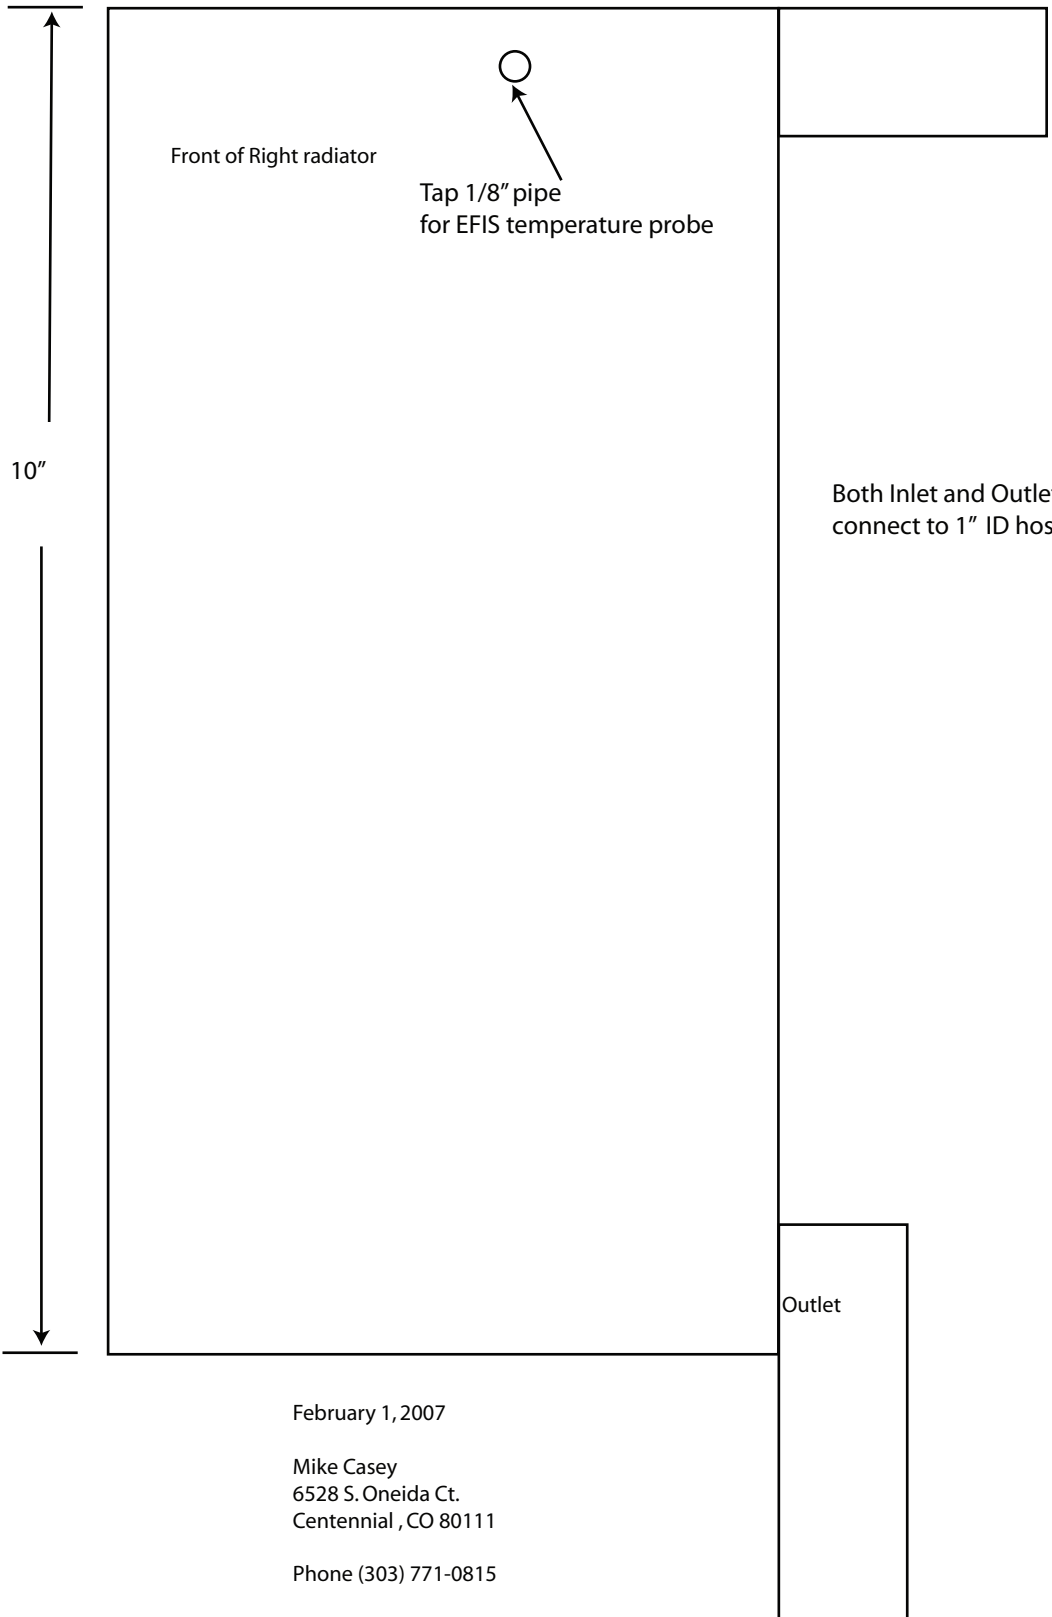 Front of Right radiator
Tap 1/8" pipe
for EFIS temperature probe
10"
Both Inlet and Outle
connect to 1" ID hos
Outlet
February 1, 2007
Mike Casey
6528 S. Oneida Ct.
Centennial , CO 80111
Phone (303) 771-0815